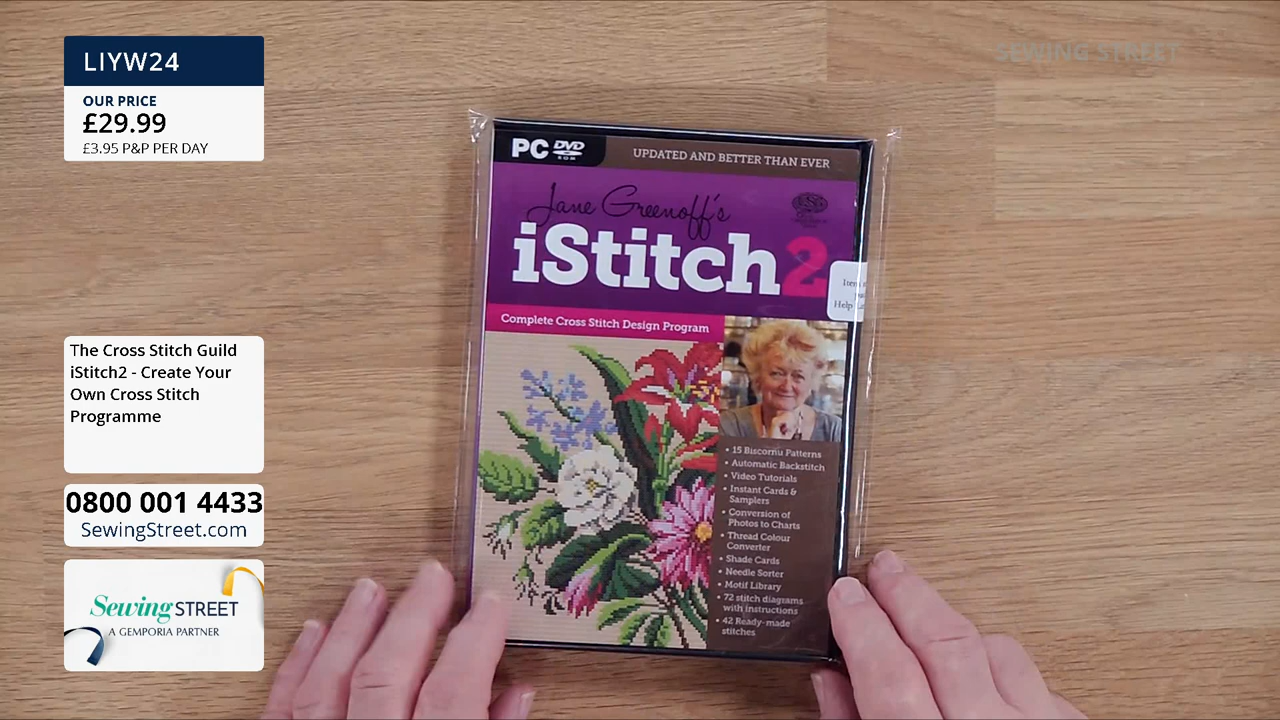 LIYW24
OUR PRICE
£29.99
£3.95 P&P PER DAY
The Cross Stitch Guild
iStitch2 - Create Your
Own Cross Stitch
Programme
0800 001 4433
SewingStreet.com
Sewing STREET
A GEMPORIA PARTNER
SEWING STREET
PC DVD
ROM
UPDATED AND BETTER THAN EVER
Jane Greenoff's
iStitch2
Complete Cross Stitch Design Program
• 15 Biscornu Patterns
• Automatic Backstitch
• Video Tutorials
• Instant Cards &
Samplers
• Conversion of
Photos to Charts
• Thread Colour
Converter
• Shade Cards
• Needle Sorter
• Motif Library
• 72 stitch diagrams
with instructions
• 42 Ready-made
stitches
Help